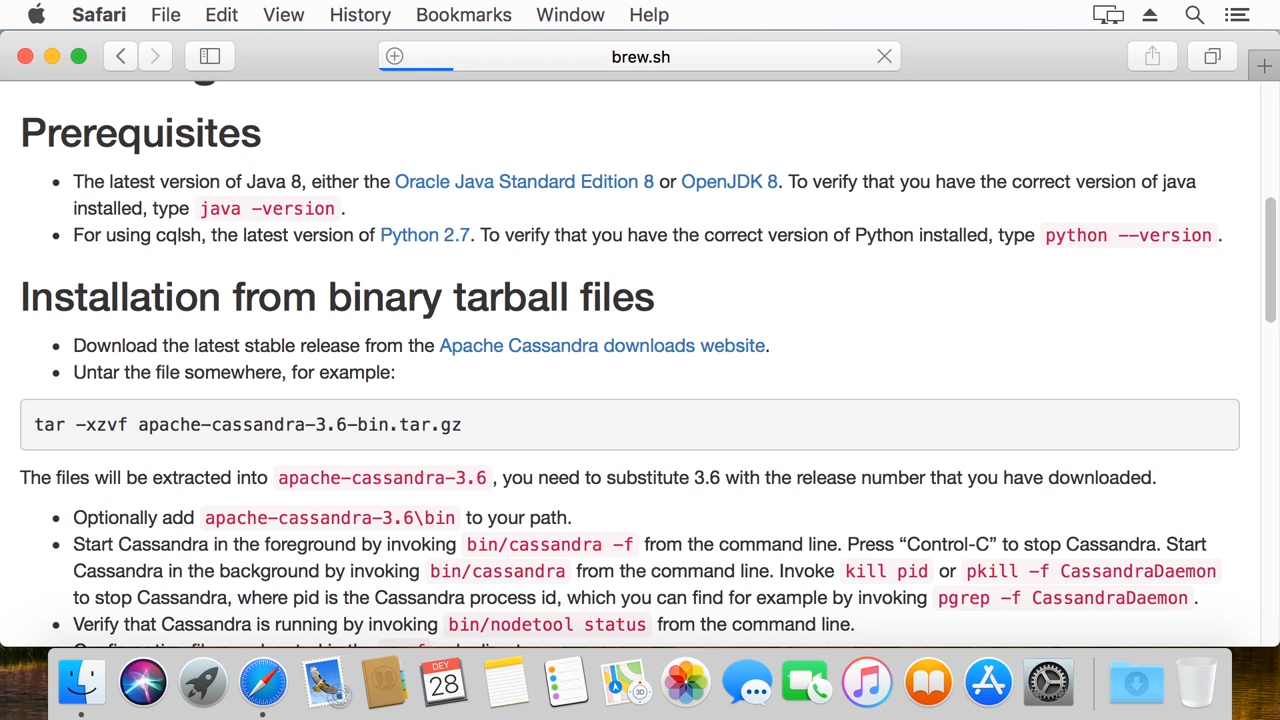 Safari File Edit View History Bookmarks Window Help
brew.sh
Prerequisites
The latest version of Java 8, either the Oracle Java Standard Edition 8 or OpenJDK 8. To verify that you have the correct version of java
installed, type java -version .
For using cqlsh, the latest version of Python 2.7. To verify that you have the correct version of Python installed, type python --version .
Installation from binary tarball files
Download the latest stable release from the Apache Cassandra downloads website.
Untar the file somewhere, for example:
tar -xzvf apache-cassandra-3.6-bin.tar.gz
The files will be extracted into apache-cassandra-3.6 , you need to substitute 3.6 with the release number that you have downloaded.
Optionally add apache-cassandra-3.6\bin to your path.
Start Cassandra in the foreground by invoking bin/cassandra -f from the command line. Press “Control-C” to stop Cassandra. Start
Cassandra in the background by invoking bin/cassandra from the command line. Invoke kill pid or pkill -f CassandraDaemon
to stop Cassandra, where pid is the Cassandra process id, which you can find for example by invoking pgrep -f CassandraDaemon .
Verify that Cassandra is running by invoking bin/nodetool status from the command line.
DEY
28
3D